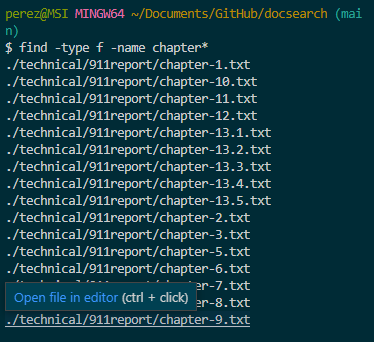 perez@MSI MINGW64 ~/Documents/GitHub/docsearch (mai
n)
$ find -type f -name chapter*
./technical/911report/chapter-1.txt
./technical/911report/chapter-10.txt
./technical/911report/chapter-11.txt
./technical/911report/chapter-12.txt
./technical/911report/chapter-13.1.txt
./technical/911report/chapter-13.2.txt
./technical/911report/chapter-13.3.txt
./technical/911report/chapter-13.4.txt
./technical/911report/chapter-13.5.txt
./technical/911report/chapter-2.txt
./technical/911report/chapter-3.txt
./technical/911report/chapter-5.txt
./technical/911report/chapter-6.txt
-7.txt
Open file in editor (ctrl + click)
-8.txt
./technical/911report/chapter-9.txt